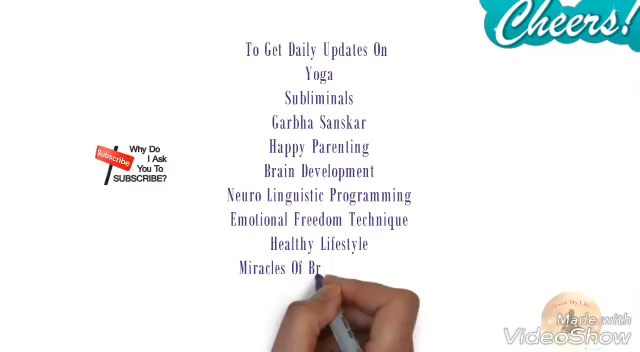 Cheers!
To Get Daily Updates On
Yoga
Subliminals
Garbha Sanskar
Happy Parenting
Brain Development
Neuro Linguistic Programming
Emotional Freedom Technique
Healthy Lifestyle
Miracles Of Br
Subscribe
Why Do
I Ask
You To
SUBSCRIBE?
Made with
VideoShow